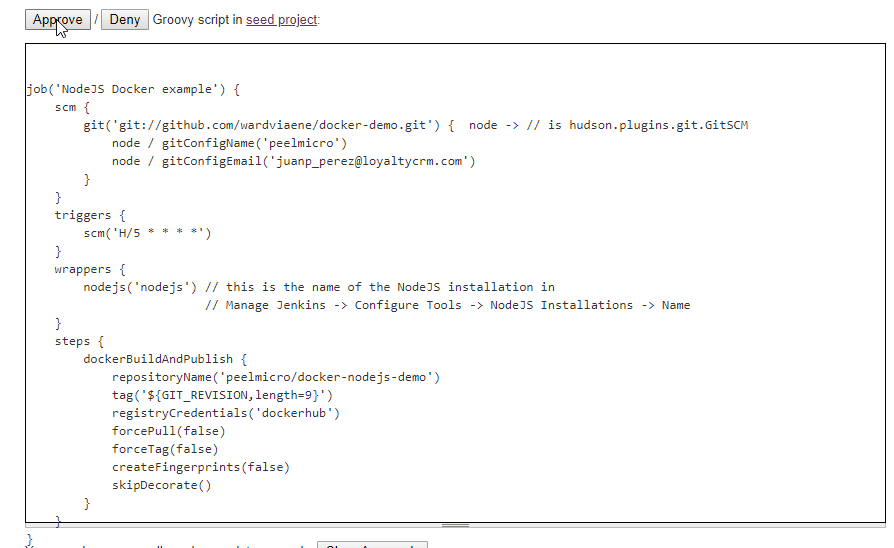 Approve / Deny Groovy script in seed project:
job('NodeJS Docker example') {
    scm {
        git('git://github.com/wardviaene/docker-demo.git') {  node -> // is hudson.plugins.git.GitSCM
            node / gitConfigName('peelmicro')
            node / gitConfigEmail('juanp_perez@loyaltycrm.com')
        }
    }
    triggers {
        scm('H/5 * * * *')
    }
    wrappers {
        nodejs('nodejs') // this is the name of the NodeJS installation in
                         // Manage Jenkins -> Configure Tools -> NodeJS Installations -> Name
    }
    steps {
        dockerBuildAndPublish {
            repositoryName('peelmicro/docker-nodejs-demo')
            tag('${GIT_REVISION,length=9}')
            registryCredentials('dockerhub')
            forcePull(false)
            forceTag(false)
            createFingerprints(false)
            skipDecorate()
        }
    }
}